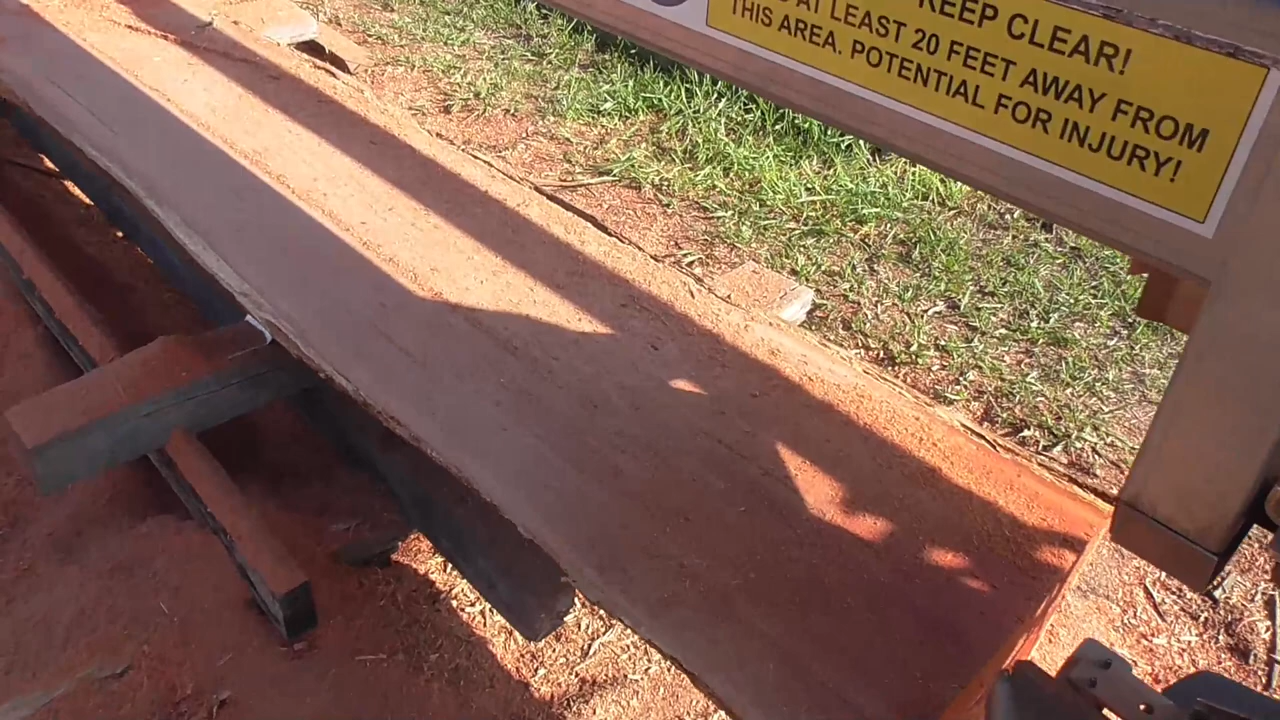 KEEP CLEAR!
AT LEAST 20 FEET AWAY FROM
THIS AREA. POTENTIAL FOR INJURY!